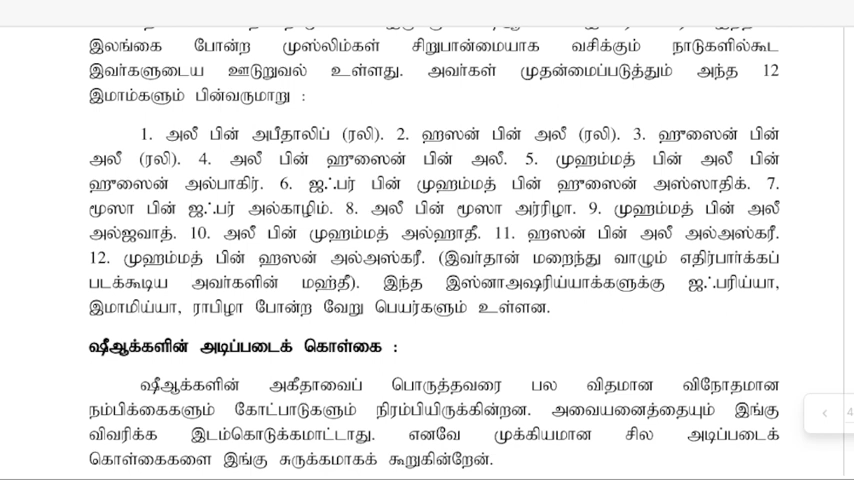 இலங்கை போன்ற முஸ்லிம்கள் சிறுபான்மையாக வசிக்கும் நாடுகளில்கூட
இவர்களுடைய ஊடுறுவல் உள்ளது. அவர்கள் முதன்மைப்படுத்தும் அந்த 12
இமாம்களும் பின்வருமாறு :
1. அலீ பின் அபீதாலிப் (ரலி). 2. ஹஸன் பின் அலீ (ரலி). 3. ஹுஸைன் பின்
அலீ (ரலி). 4. அலீ பின் ஹுஸைன் பின் அலீ. 5. முஹம்மத் பின் அலீ பின்
ஹுஸைன் அல்பாகிர். 6. ஜஃபர் பின் முஹம்மத் பின் ஹுஸைன் அஸ்ஸாதிக். 7.
மூஸா பின் ஜஃபர் அல்காழிம். 8. அலீ பின் மூஸா அர்ரிழா. 9. முஹம்மத் பின் அலீ
அல்ஜவாத். 10. அலீ பின் முஹம்மத் அல்ஹாதீ. 11. ஹஸன் பின் அலீ அல்அஸ்கரீ.
12. முஹம்மத் பின் ஹஸன் அல்அஸ்கரீ. (இவர்தான் மறைந்து வாழும் எதிர்பார்க்கப்
படக்கூடிய அவர்களின் மஹ்தீ). இந்த இஸ்னாஅஷரிய்யாக்களுக்கு ஜஃபரிய்யா,
இமாமிய்யா, ராபிழா போன்ற வேறு பெயர்களும் உள்ளன.
ஷீஆக்களின் அடிப்படைக் கொள்கை :
ஷீஆக்களின் அகீதாவைப் பொருத்தவரை பல விதமான விநோதமான
நம்பிக்கைகளும் கோட்பாடுகளும் நிரம்பியிருக்கின்றன. அவையனைத்தையும் இங்கு
விவரிக்க இடம்கொடுக்கமாட்டாது. எனவே முக்கியமான சில அடிப்படைக்
கொள்கைகளை இங்கு சுருக்கமாகக் கூறுகின்றேன்.